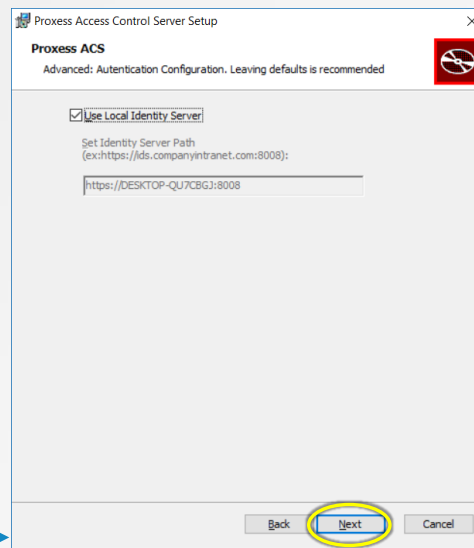 Proxess Access Control Server Setup
Proxess ACS
Advanced: Autentication Configuration. Leaving defaults is recommended
Use Local Identity Server
Set Identity Server Path
(ex:https://ids.companyintranet.com:8008):
https://DESKTOP-QU7CBGJ:8008
Back Next Cancel